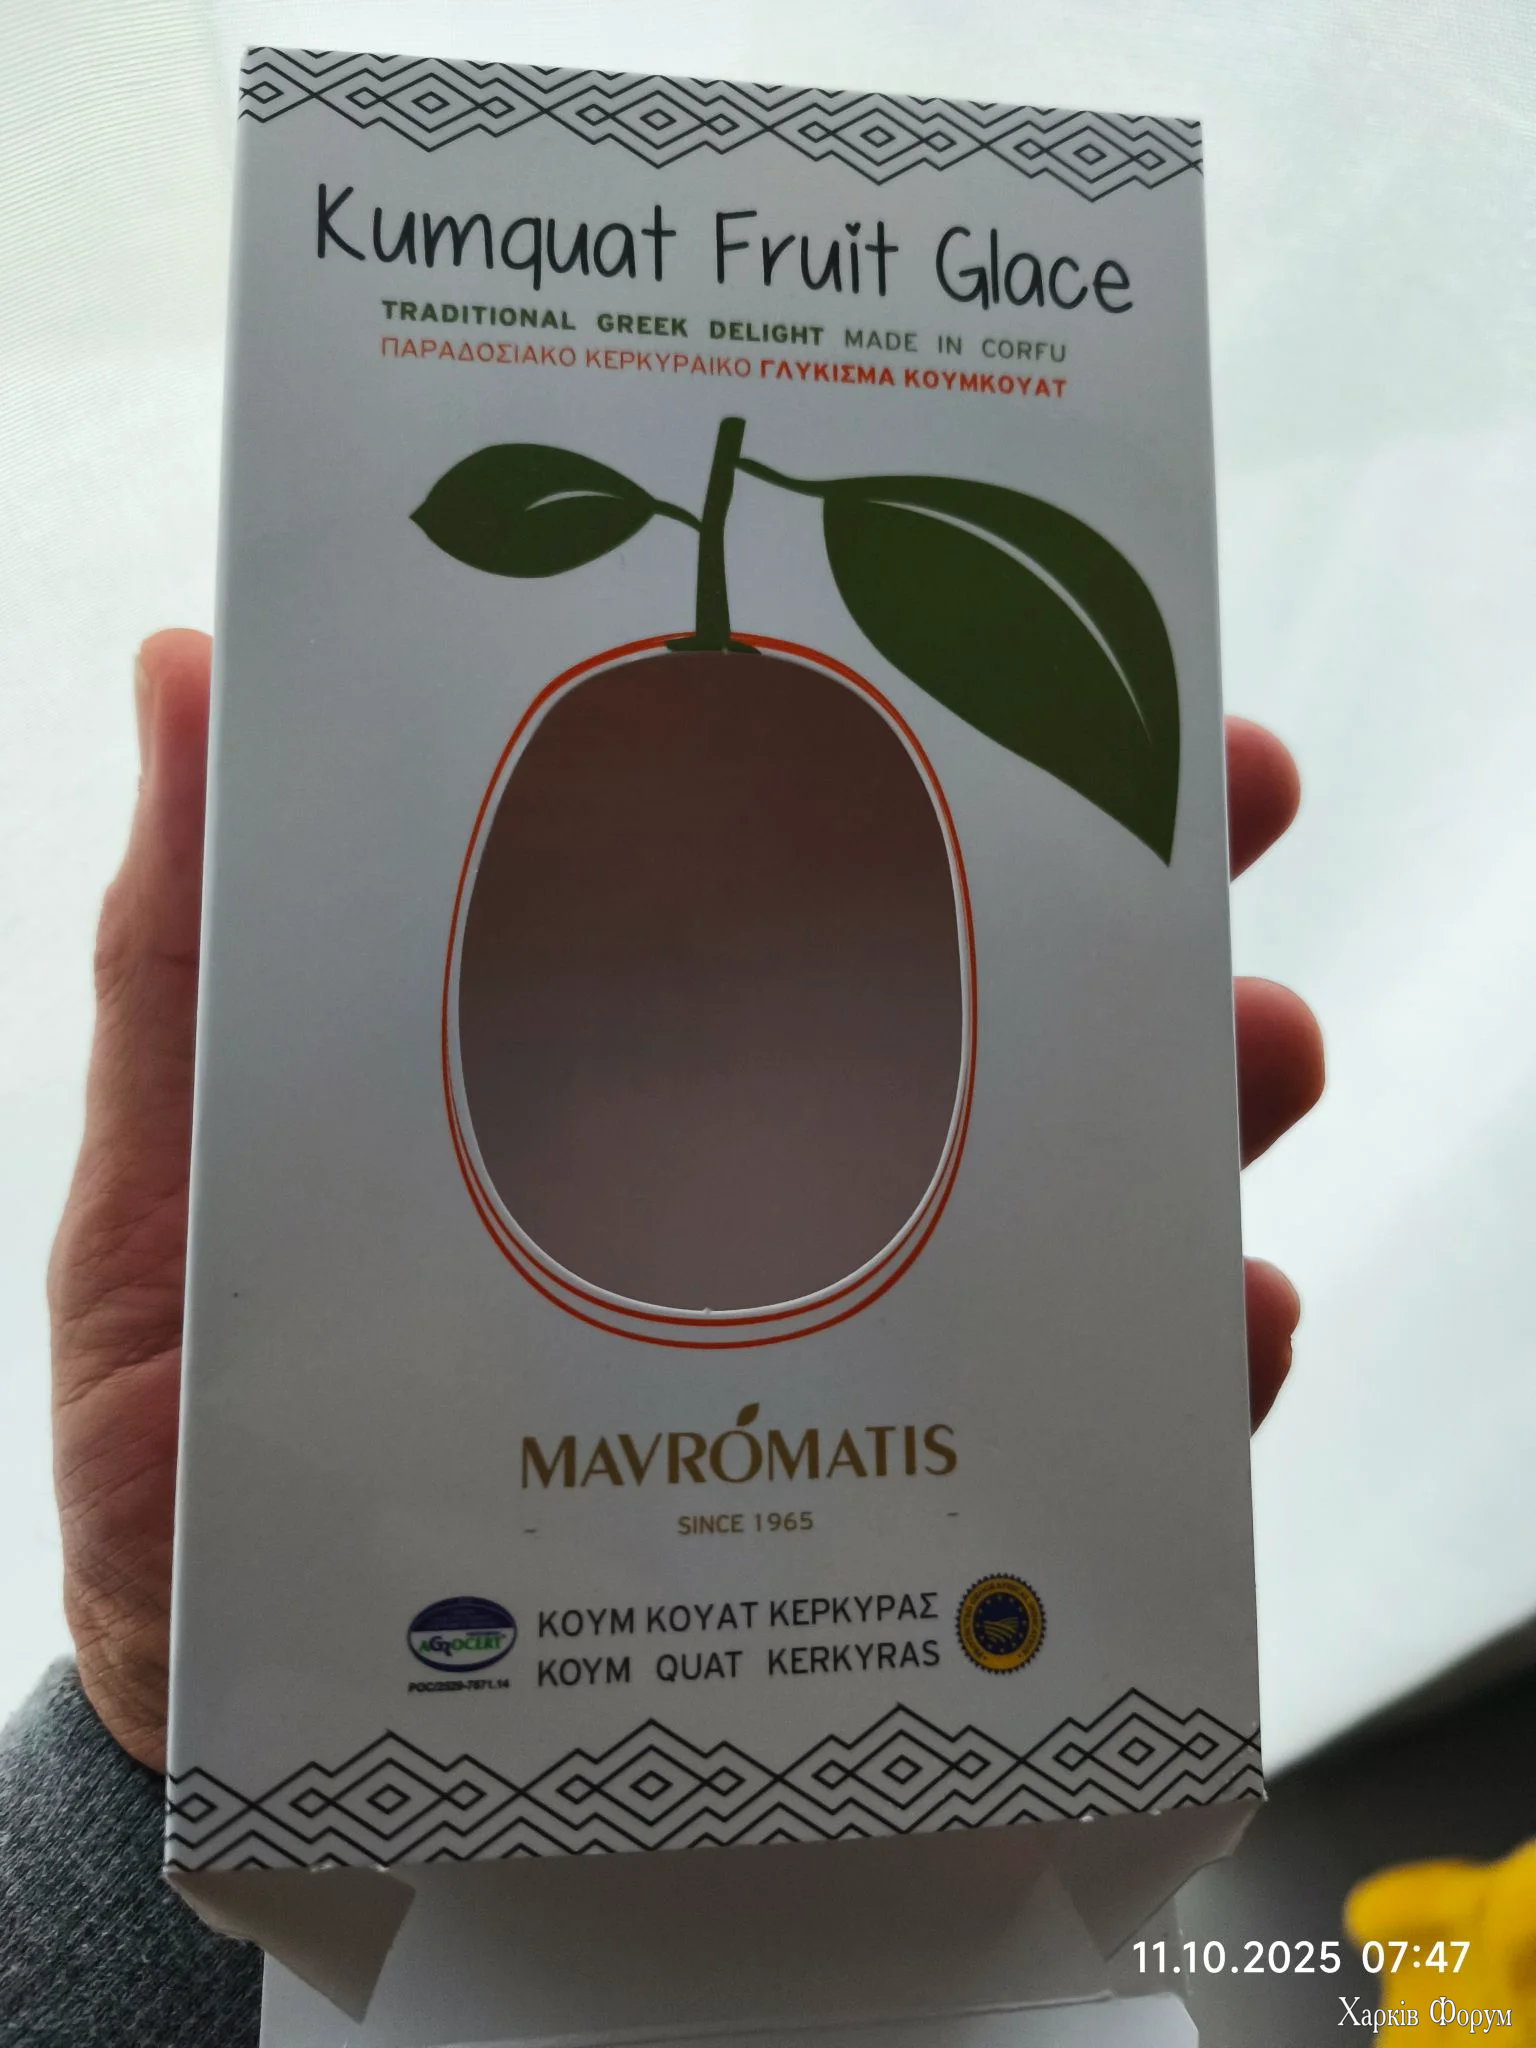 Kumquat Fruit Glace
TRADITIONAL GREEK DELIGHT MADE IN CORFU
ΠΑΡΑΔΟΣΙΑΚΟ ΚΕΡΚΥΡΑΙΚΟ ΓΛΥΚΙΣΜΑ ΚΟΥΜΚΟΥΑΤ
MAVROMATIS
SINCE 1965
AGROCERT
ΚΟΥΜ ΚΟΥΑΤ ΚΕΡΚΥΡΑΣ
KOYM QUAT KERKYRAS
11.10.2025 07:47
Харків Форум